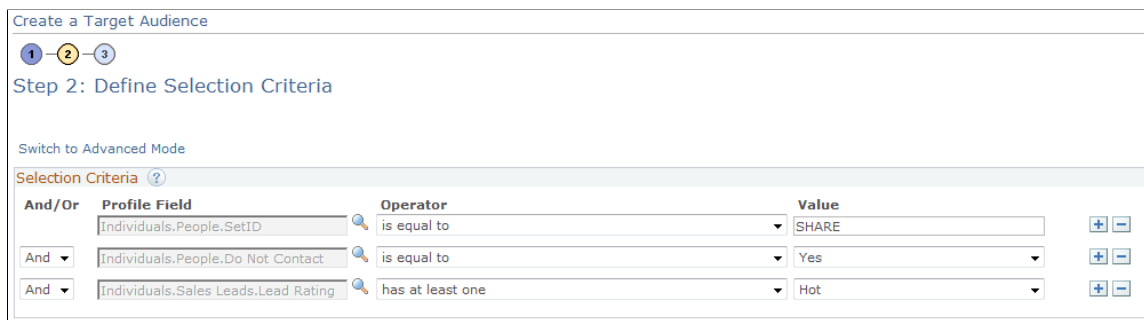 Create a Target Audience
1 2 3
Step 2: Define Selection Criteria
Switch to Advanced Mode
Selection Criteria ?
And/Or Profile Field Operator Value
Individuals.People.SetID is equal to SHARE
And Individuals.People.Do Not Contact is equal to Yes
And Individuals.Sales Leads.Lead Rating has at least one Hot